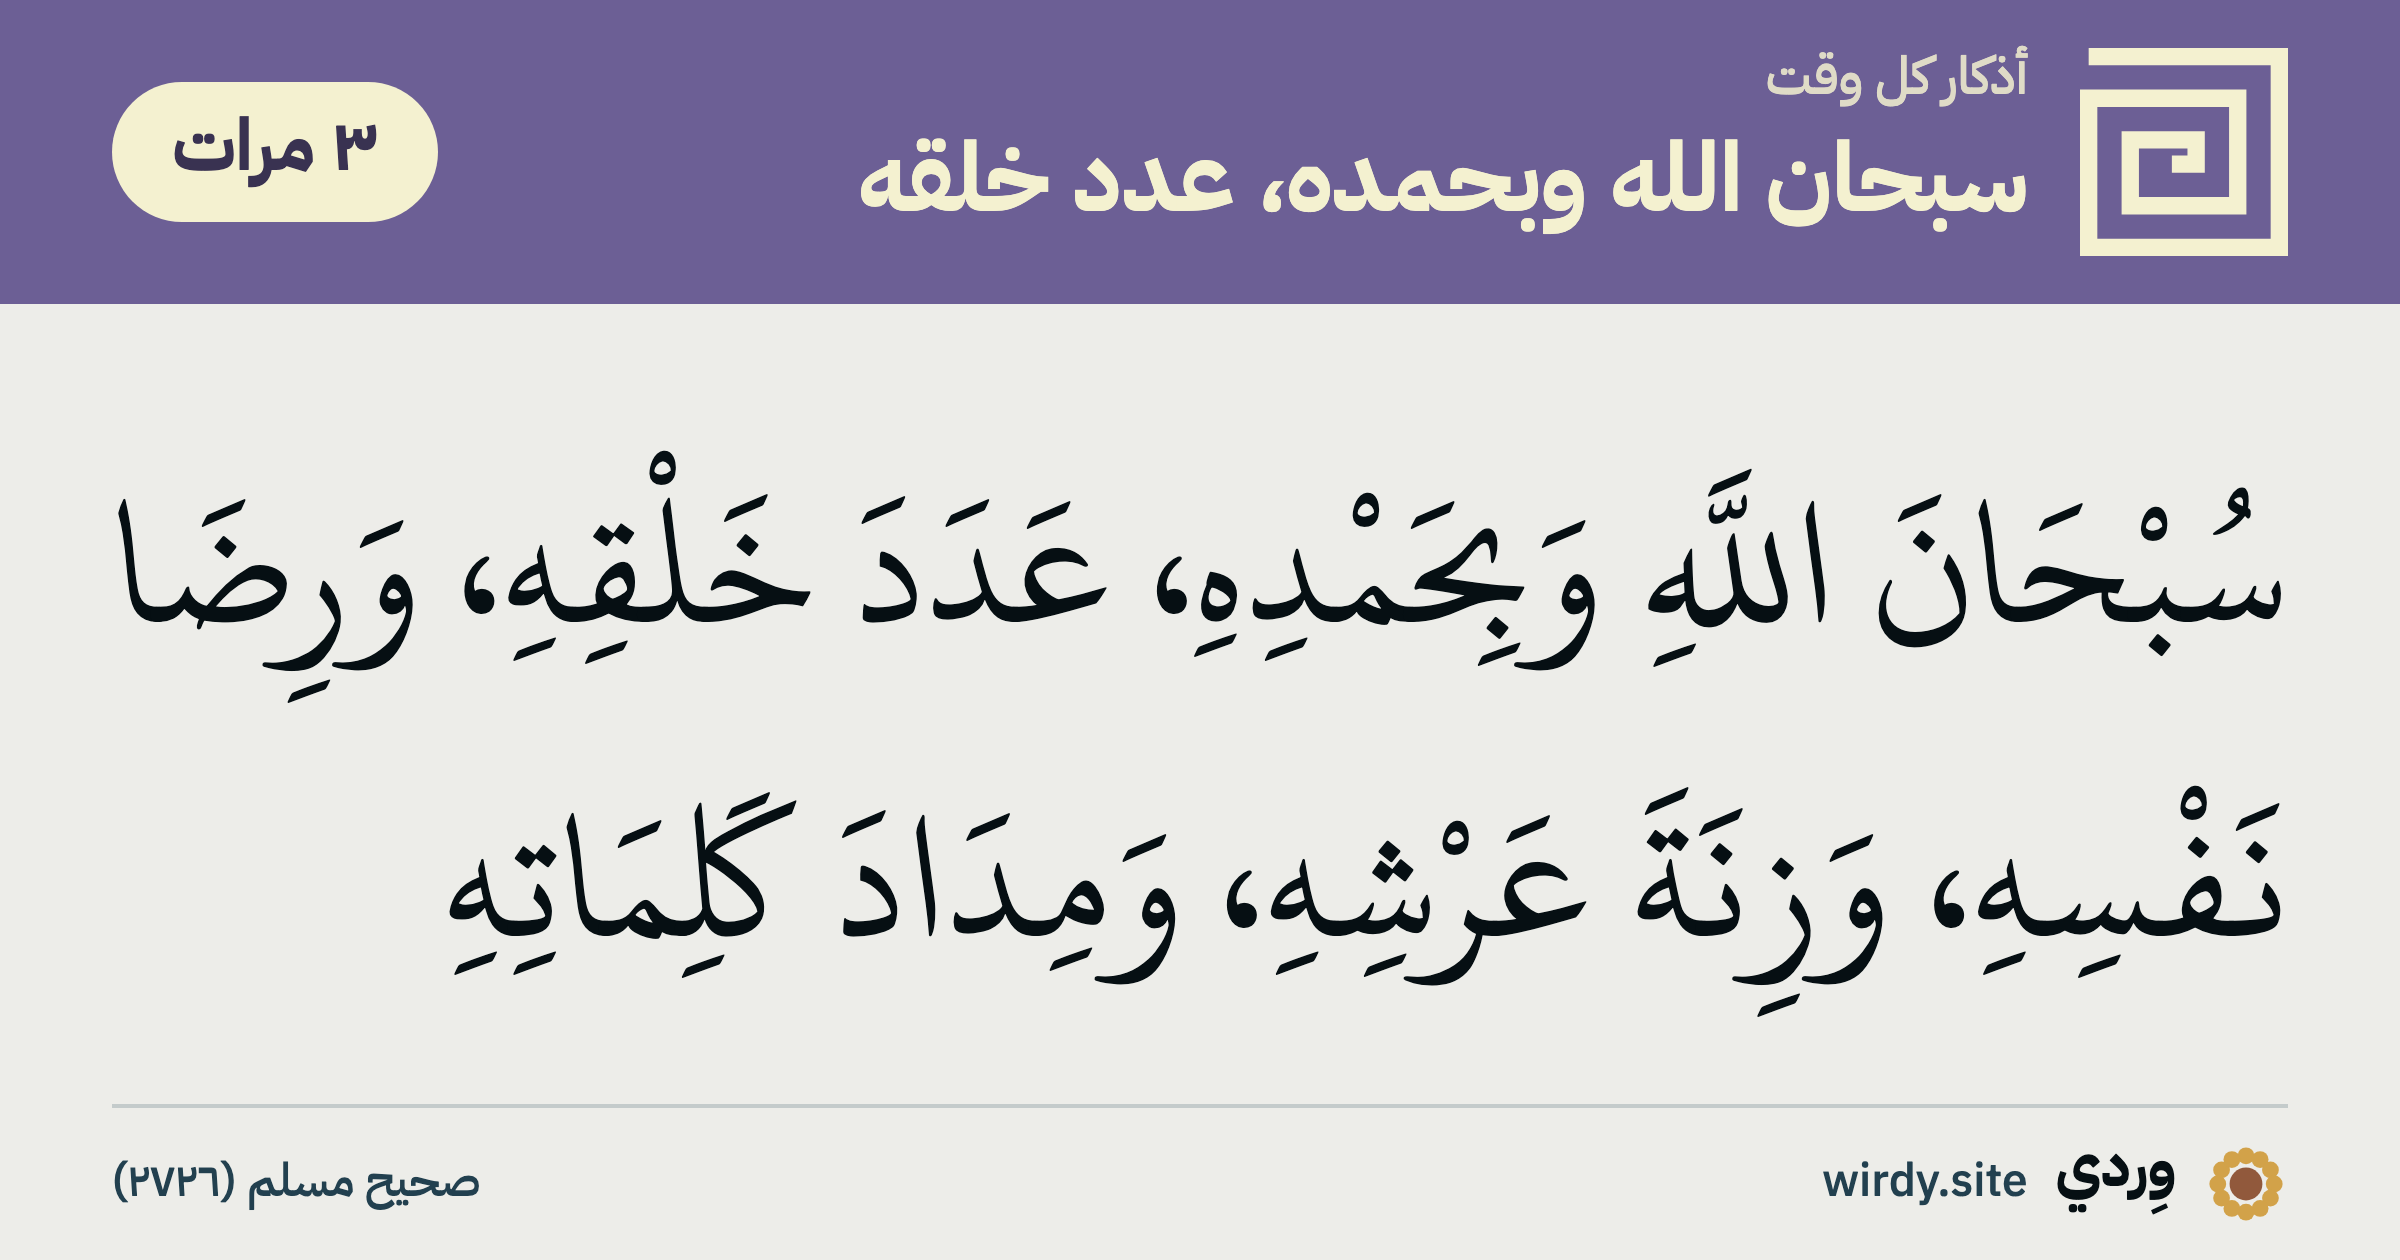 أذكار كل وقت
سبحان الله وبحمده، عدد خلقه
٣ مرات
سُبْحَانَ اللَّهِ وَبِحَمْدِهِ، عَدَدَ خَلْقِهِ، وَرِضَا
نَفْسِهِ، وَزِنَةَ عَرْشِهِ، وَمِدَادَ كَلِمَاتِهِ
وِردي wirdy.site
صحيح مسلم (٢٧٢٦)